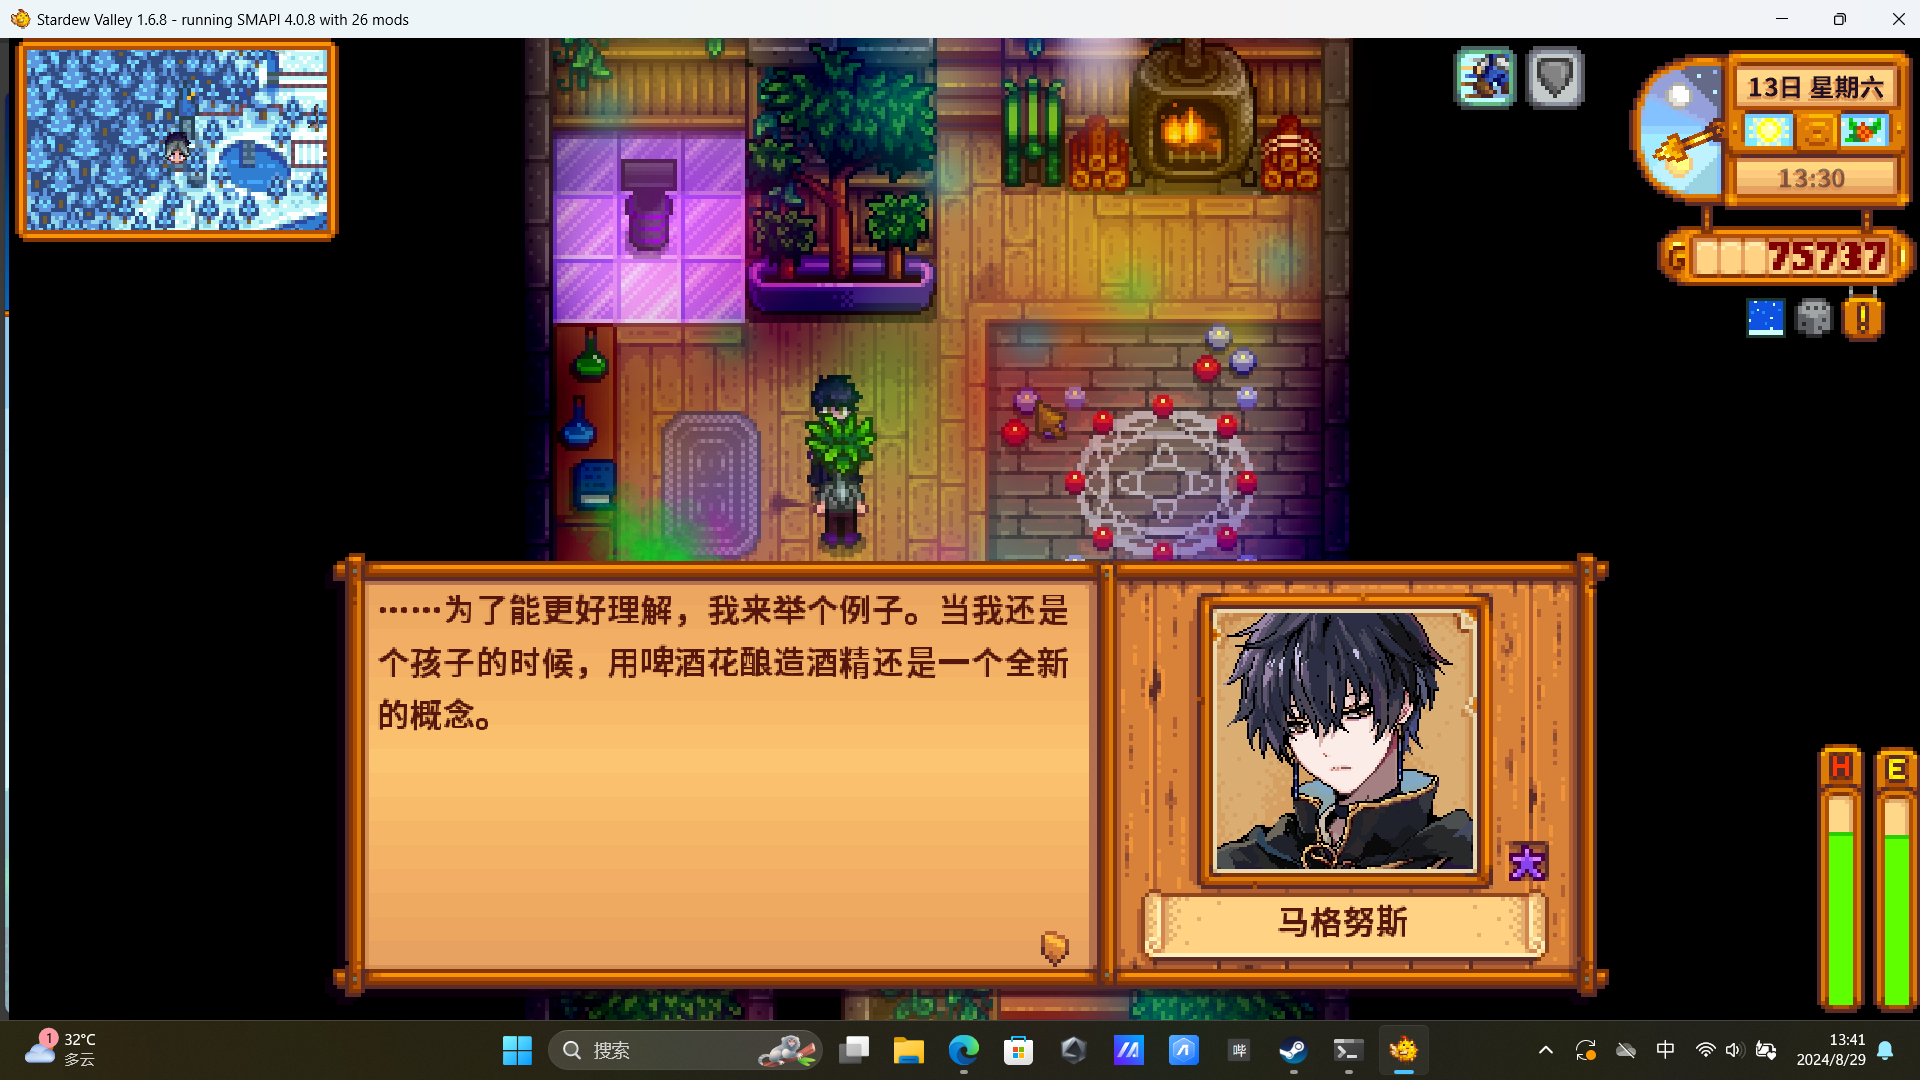 Stardew Valley 1.6.8 - running SMAPI 4.0.8 with 26 mods
13日 星期六
13:30
G 75737
……为了能更好理解，我来举个例子。当我还是
个孩子的时候，用啤酒花酿造酒精还是一个全新
的概念。
马格努斯
H E
1
32°C
多云
搜索
哔
中
13:41
2024/8/29